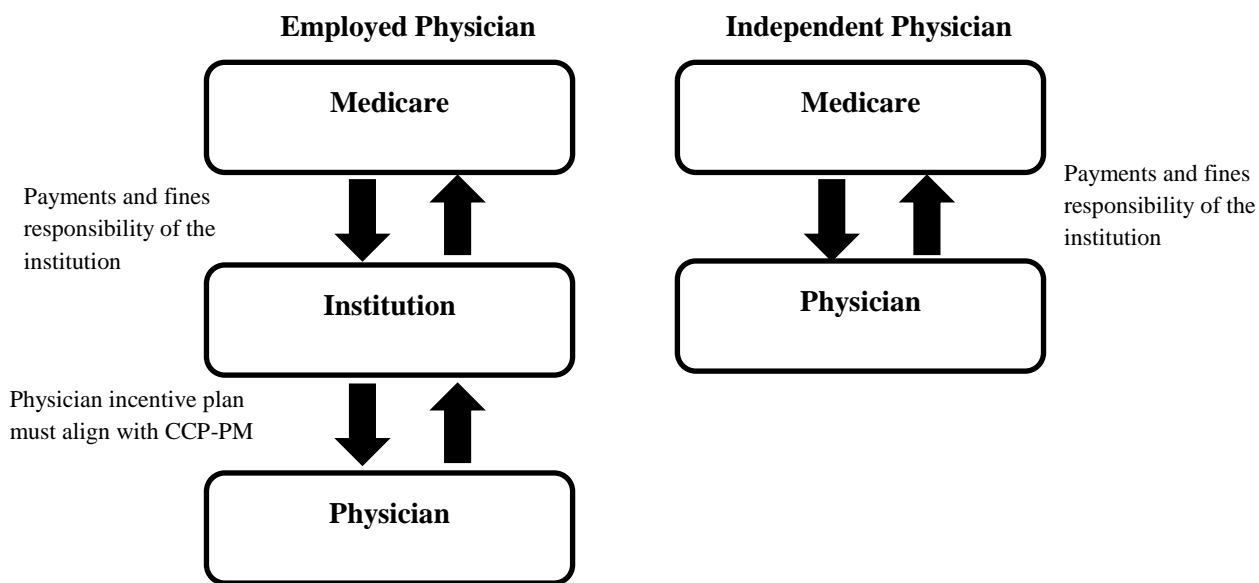 Employed Physician
Medicare
Payments and fines
responsibility of the
institution
Institution
Physician incentive plan
must align with CCP-PM
Physician
Independent Physician
Medicare
Payments and fines
responsibility of the
institution
Physician